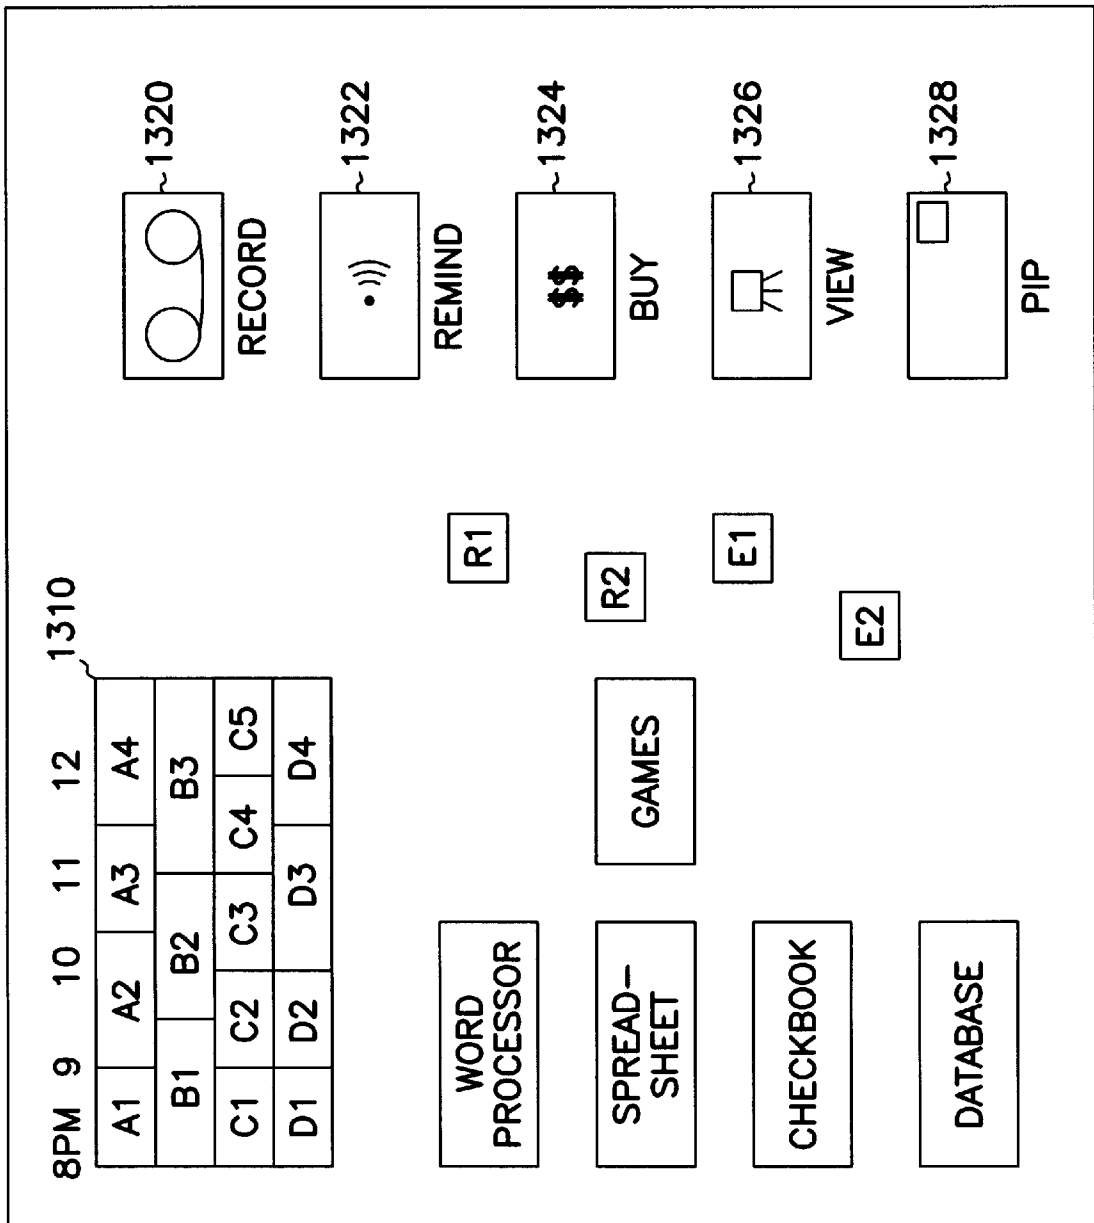 1310
8PM 9 10 11 12
A1 A2 A3 A4
B1 B2 B3
C1 C2 C3 C4 C5
D1 D2 D3 D4
1320
RECORD
1322
REMIND
1324
$$
BUY
1326
VIEW
1328
PIP
WORD
PROCESSOR
SPREAD–
SHEET
CHECKBOOK
DATABASE
GAMES
R1
R2
E1
E2